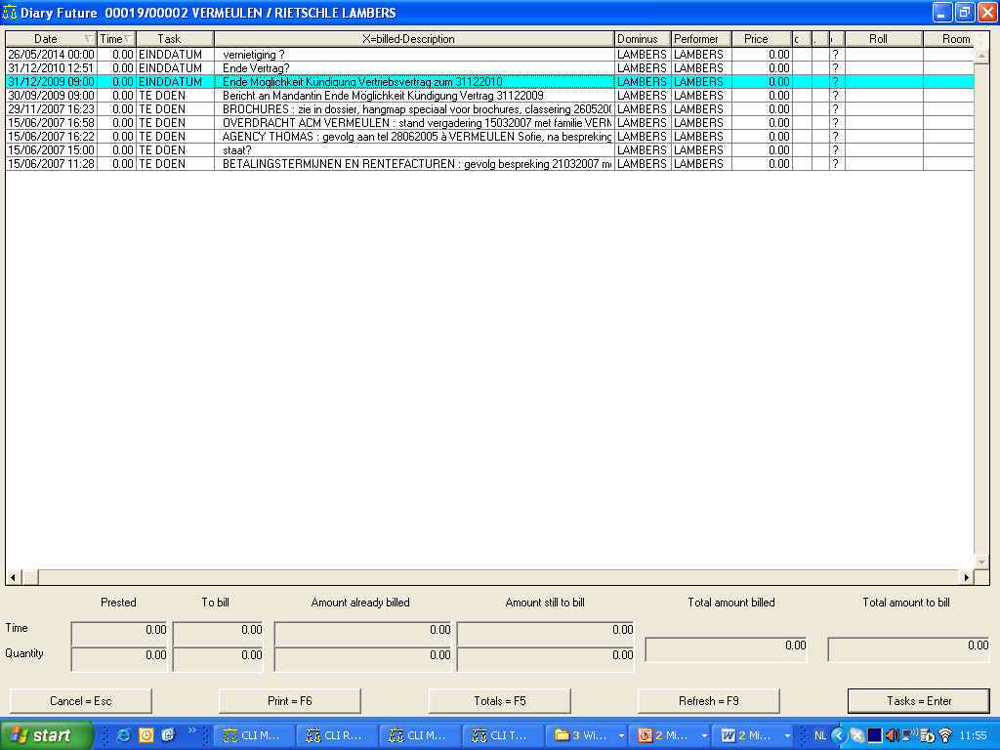 Diary Future 00019/00002 VERMEULEN / RIETSCHLE LAMBERS
Date Time Task X=billed-Description Dominus Performer Price c . Roll Room
26/05/2014 00:00 0.00 EINDDATUM vernietiging ? LAMBERS LAMBERS 0.00 ?
31/12/2010 12:51 0.00 EINDDATUM Ende Vertrag? LAMBERS LAMBERS 0.00 ?
31/12/2009 09:00 0.00 EINDDATUM Ende Möglichkeit Kündigung Vertriebsvertrag zum 31122010 LAMBERS LAMBERS 0.00 ?
30/09/2009 09:00 0.00 TE DOEN Bericht an Mandantin Ende Möglichkeit Kündigung Vertrag 31122009 LAMBERS LAMBERS 0.00 ?
29/11/2007 16:23 0.00 TE DOEN BROCHURES : zie in dossier, hangmap speciaal voor brochures, classering 260520 LAMBERS LAMBERS 0.00 ?
15/06/2007 16:58 0.00 TE DOEN OVERDRACHT ACM VERMEULEN : stand vergadering 15032007 met familie VERM LAMBERS LAMBERS 0.00 ?
15/06/2007 16:22 0.00 TE DOEN AGENCY THOMAS : gevolg aan tel 28062005 à VERMEULEN Sofie, na bespreking LAMBERS LAMBERS 0.00 ?
15/06/2007 15:00 0.00 TE DOEN staat? LAMBERS LAMBERS 0.00 ?
15/06/2007 11:28 0.00 TE DOEN BETALINGSTERMIJNEN EN RENTEFACTUREN : gevolg bespreking 21032007 m LAMBERS LAMBERS 0.00 ?
Prested To bill Amount already billed Amount still to bill Total amount billed Total amount to bill
Time 0.00 0.00 0.00 0.00
Quantity 0.00 0.00 0.00 0.00 0.00 0.00
Cancel = Esc Print = F6 Totals = F5 Refresh = F9 Tasks = Enter
start CLI M... CLI R... CLI M... CLI T... 3 Wi... 2 Mi... 2 Mi... NL 11:55